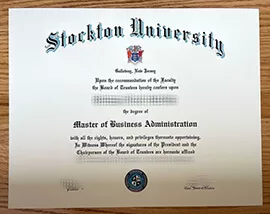 Stockton University
Galloway, New Jersey
Upon the recommendation of the Faculty
the Board of Trustees hereby confers upon
the degree of
Master of Business Administration
with all the rights, honors, and privileges thereunto appertaining.
In Witness Whereof the signatures of the President and the
Chairperson of the Board of Trustees are hereunto affixed